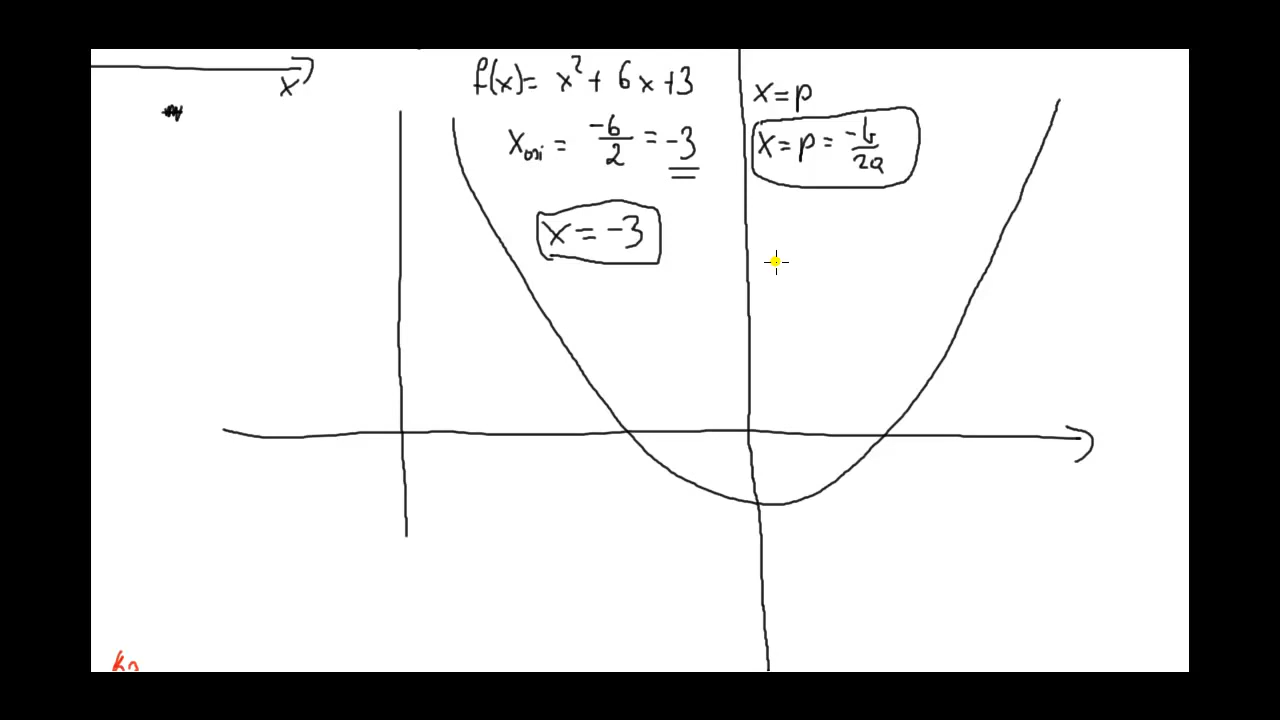 x
f(x)= x² + 6x +3
x=p
x_osi = -6/2 = -3
x=p= -b/2a
x = -3